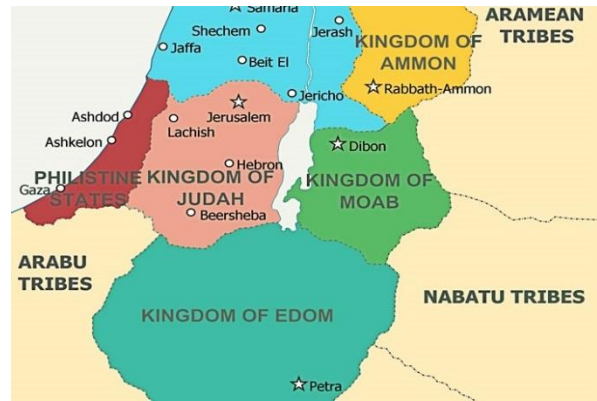 Samaria
ARAMEAN
TRIBES
Shechem
Jerash
Jaffa
KINGDOM OF
AMMON
Beit El
Rabbath-Ammon
Jericho
Ashdod
Jerusalem
Lachish
Ashkelon
Dibon
Hebron
PHILISTINE
STATES
KINGDOM OF
JUDAH
KINGDOM OF
MOAB
Gaza
Beersheba
ARABU
TRIBES
NABATU TRIBES
KINGDOM OF EDOM
Petra